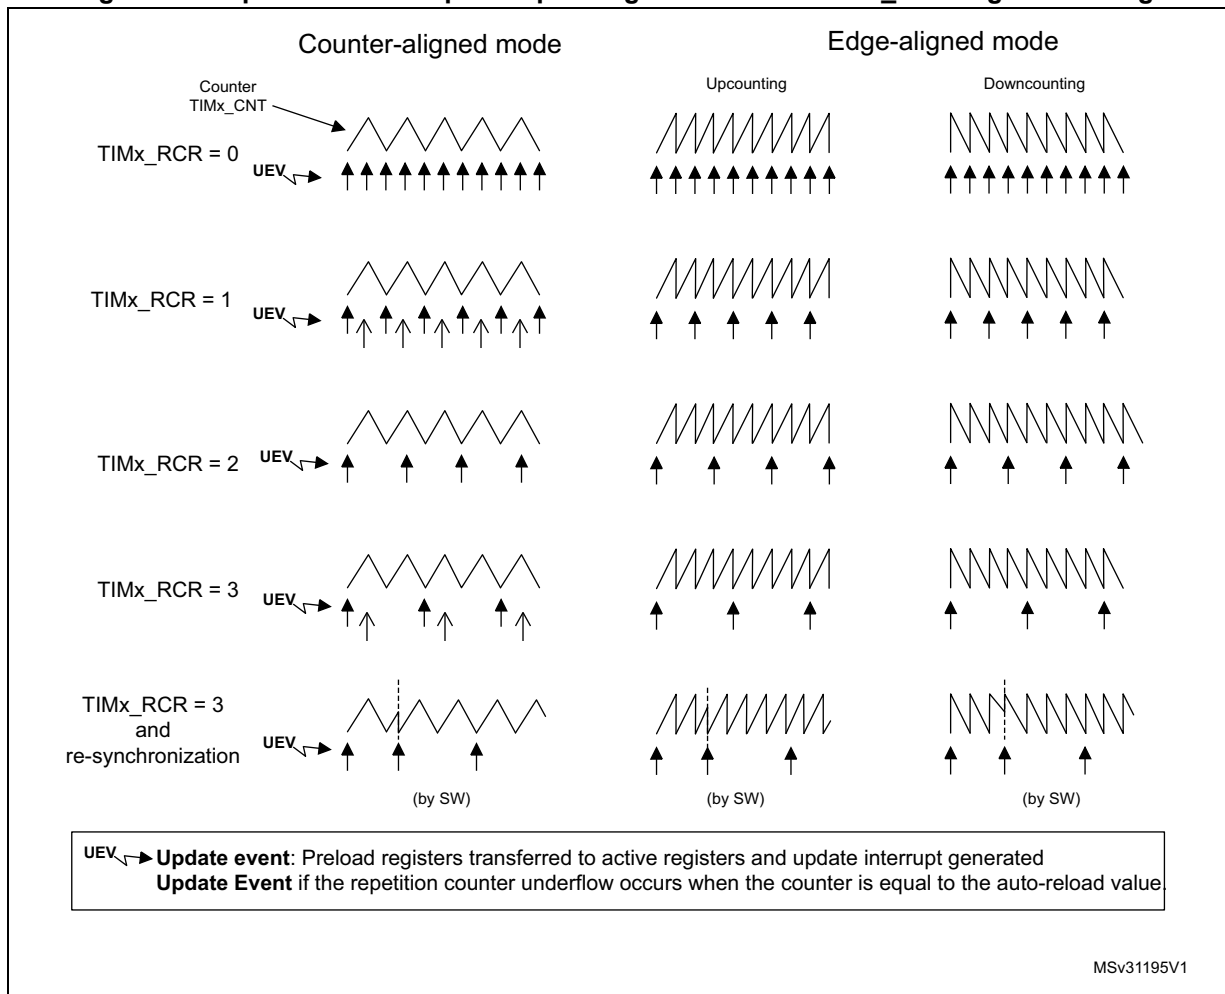 Counter-aligned mode
Edge-aligned mode
Counter
TIMx_CNT
Upcounting
Downcounting
TIMx_RCR = 0
UEV
TIMx_RCR = 1
UEV
TIMx_RCR = 2
UEV
TIMx_RCR = 3
UEV
TIMx_RCR = 3
and
re-synchronization
UEV
(by SW)
(by SW)
(by SW)
UEV Update event: Preload registers transferred to active registers and update interrupt generated
Update Event if the repetition counter underflow occurs when the counter is equal to the auto-reload value.
MSv31195V1